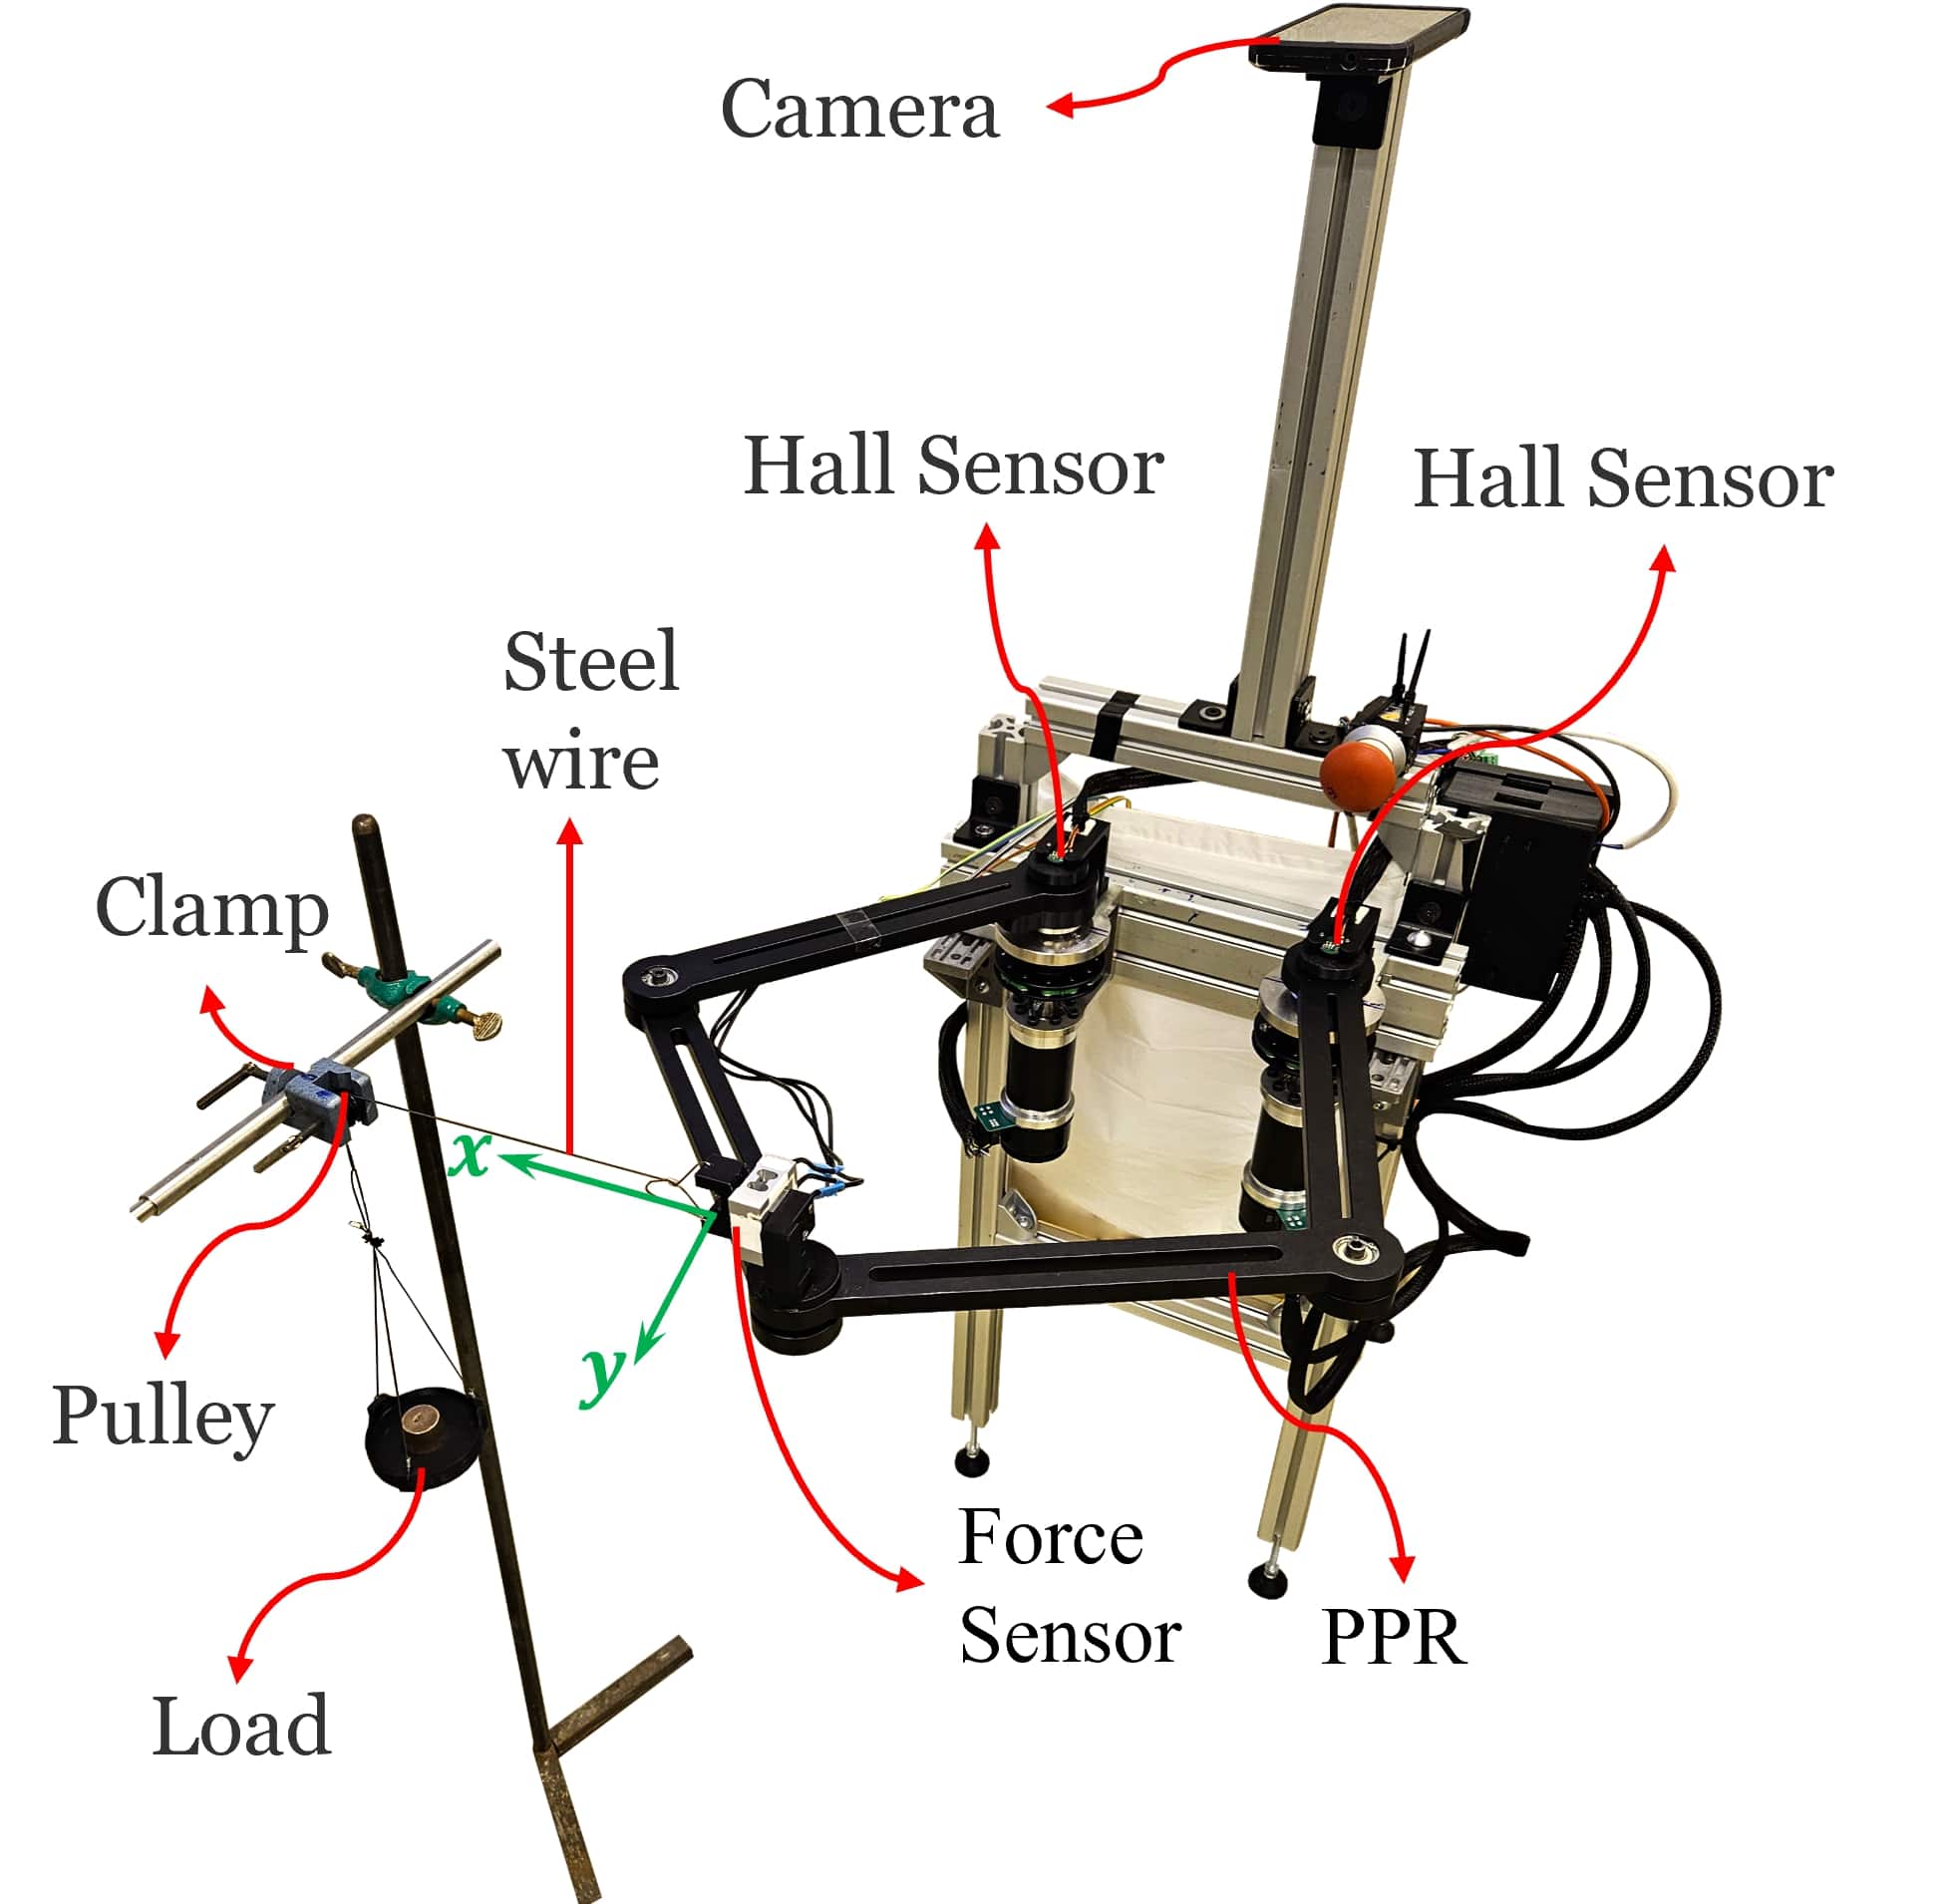 Camera
Hall Sensor
Hall Sensor
Steel
wire
Clamp
x
y
Pulley
Force
Sensor
PPR
Load